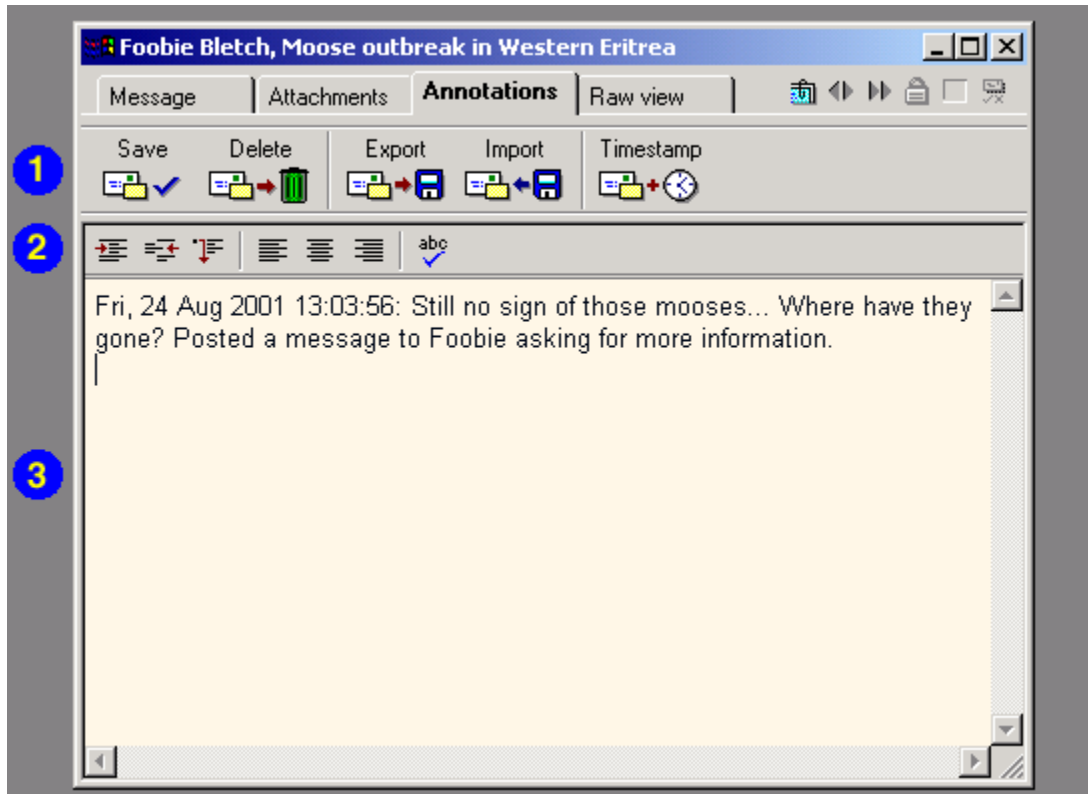 Foobie Bletch, Moose outbreak in Western Eritrea
Message Attachments Annotations Raw view
1
Save Delete Export Import Timestamp
2
abc
Fri, 24 Aug 2001 13:03:56: Still no sign of those mooses... Where have they
gone? Posted a message to Foobie asking for more information.
3